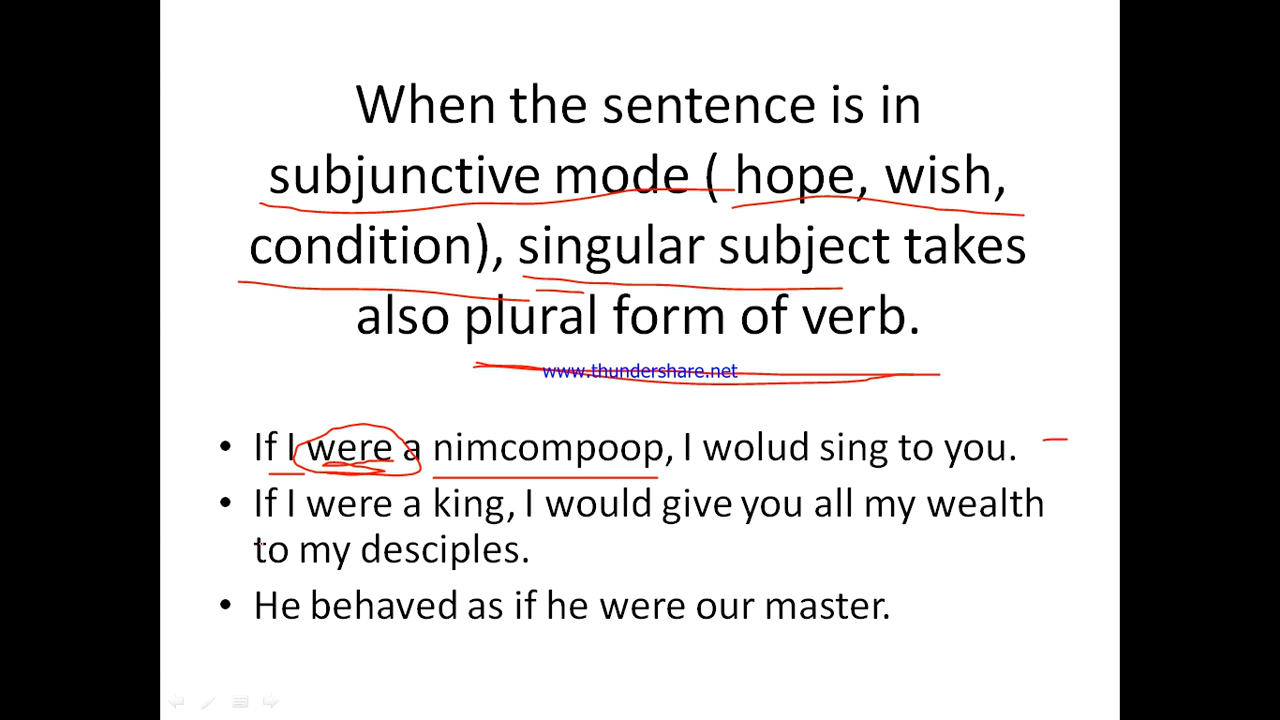 When the sentence is in
subjunctive mode ( hope, wish,
condition), singular subject takes
also plural form of verb.
www.thundershare.net
• If I were a nimcompoop, I wolud sing to you.
• If I were a king, I would give you all my wealth
to my desciples.
• He behaved as if he were our master.